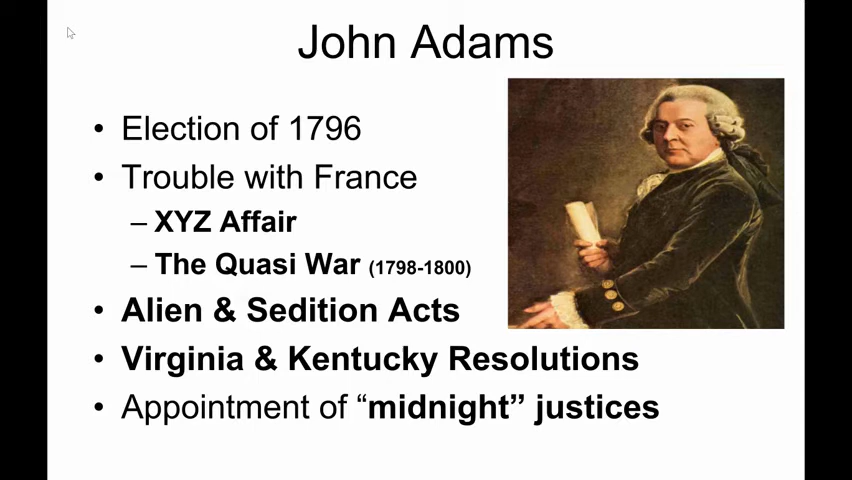 John Adams
• Election of 1796
• Trouble with France
– XYZ Affair
– The Quasi War (1798-1800)
• Alien & Sedition Acts
• Virginia & Kentucky Resolutions
• Appointment of “midnight” justices